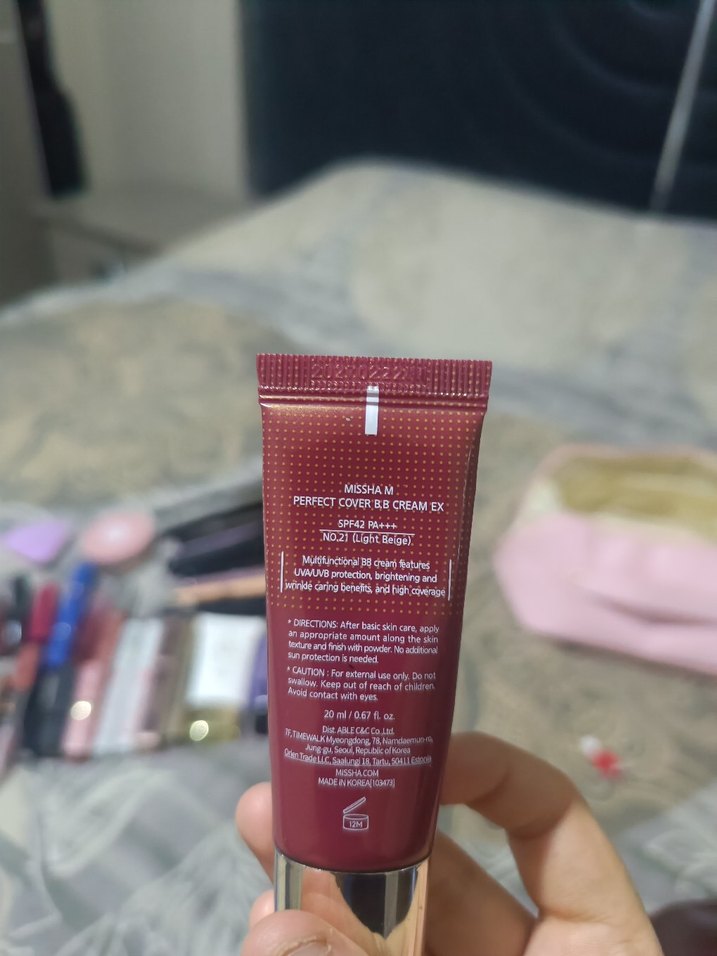 MISSHA M
PERFECT COVER B.B CREAM EX
SPF42 PA+++
NO.21 (Light Beige)
Multifunctional BB cream features
UVA/UVB protection, brightening and
wrinkle caring benefits, and high coverage
* DIRECTIONS: After basic skin care, apply
an appropriate amount along the skin
texture and finish with powder. No additional
sun protection is needed.
* CAUTION : For external use only. Do not
swallow. Keep out of reach of children.
Avoid contact with eyes.
20 ml / 0.67 fl. oz.
Dist. ABLE C&C Co.,Ltd.
7F, TIMEWALK Myeongdong, 78, Namdaemun-ro,
Jung-gu, Seoul, Republic of Korea
Orien Trade LLC, Saalungi 18, Tartu, 50411 Estonia
MISSHA.COM
MADE IN KOREA[103473]
12M